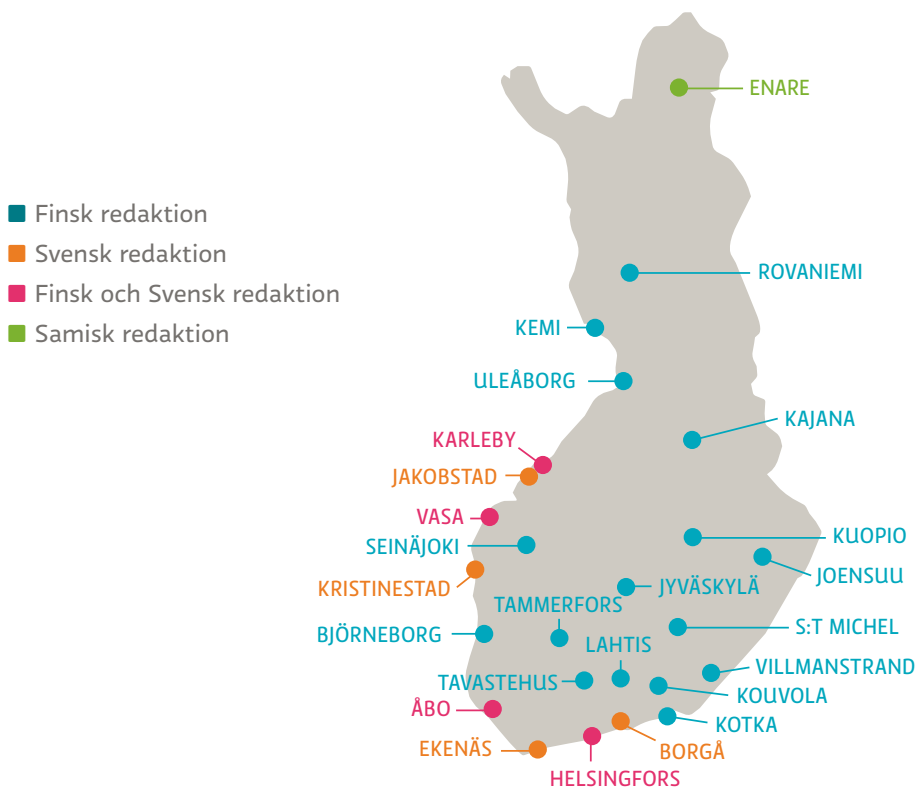 ENARE
Finsk redaktion
Svensk redaktion
Finsk och Svensk redaktion
Samisk redaktion
ROVANIEMI
KEMI
ULEÅBORG
KAJANA
KARLEBY
JAKOBSTAD
VASA
SEINÄJOKI
KUOPIO
JOENSUU
KRISTINESTAD
JYVÄSKYLÄ
TAMMERFORS
BJÖRNEBORG
S:T MICHEL
LAHTIS
VILLMANSTRAND
TAVASTEHUS
KOUVOLA
ÅBO
KOTKA
EKENÄS
BORGÅ
HELSINGFORS